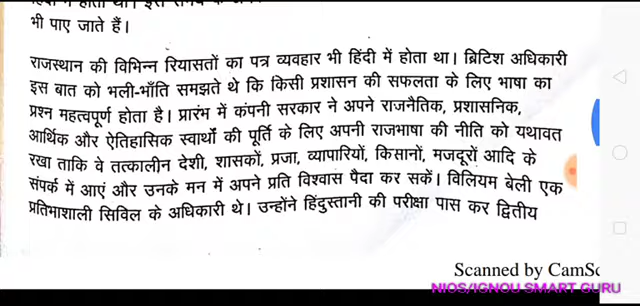 भी पाए जाते हैं।
राजस्थान की विभिन्न रियासतों का पत्र व्यवहार भी हिंदी में होता था। ब्रिटिश अधिकारी
इस बात को भली-भाँति समझते थे कि किसी प्रशासन की सफलता के लिए भाषा का
प्रश्न महत्वपूर्ण होता है। प्रारंभ में कंपनी सरकार ने अपने राजनैतिक, प्रशासनिक,
आर्थिक और ऐतिहासिक स्वार्थों की पूर्ति के लिए अपनी राजभाषा की नीति को यथावत
रखा ताकि वे तत्कालीन देशी, शासकों, प्रजा, व्यापारियों, किसानों, मजदूरों आदि के
संपर्क में आएं और उनके मन में अपने प्रति विश्वास पैदा कर सकें। विलियम बेली एक
प्रतिमाशाली सिविल के अधिकारी थे। उन्होंने हिंदुस्तानी की परीक्षा पास कर द्वितीय
Scanned by CamSc
NIOS/IGNOU SMART GURU